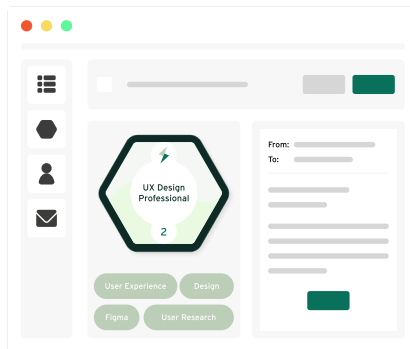 From:
To:
UX Design
Professional
2
User Experience
Design
Figma
User Research